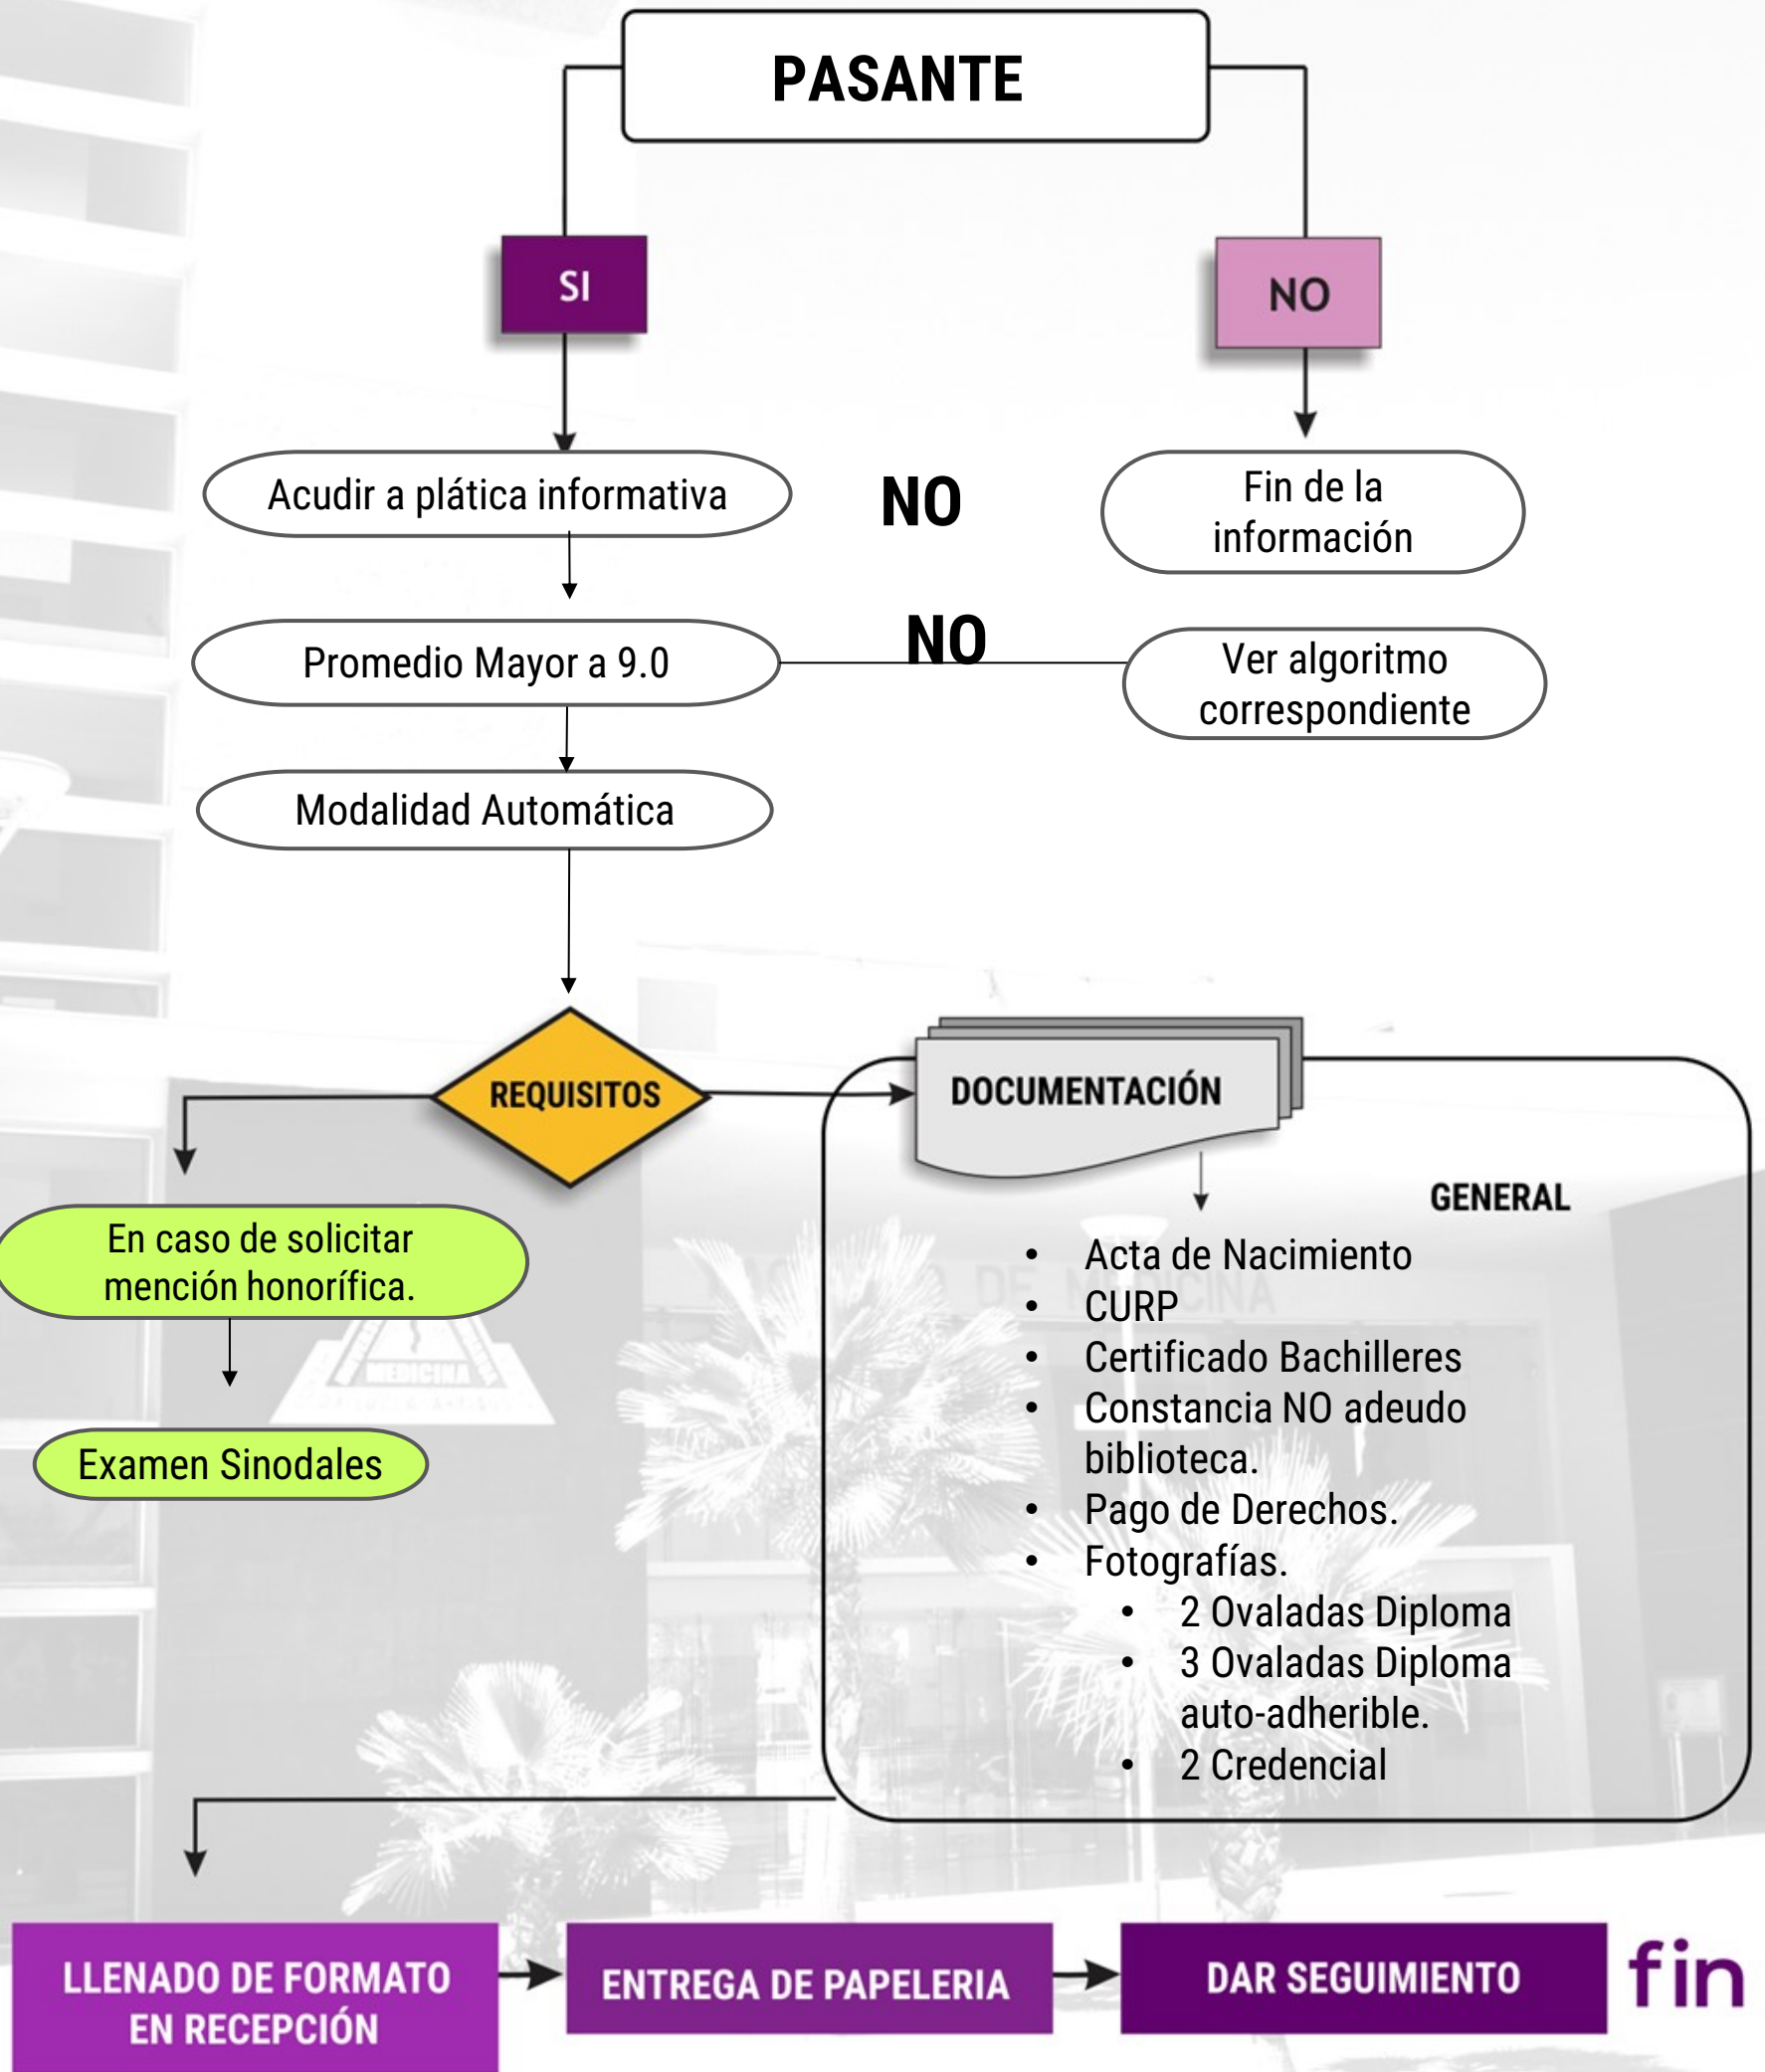 PASANTE
SI
NO
Acudir a plática informativa
NO
Fin de la
información
Promedio Mayor a 9.0
NO
Ver algoritmo
correspondiente
Modalidad Automática
REQUISITOS
DOCUMENTACIÓN
GENERAL
En caso de solicitar
mención honorífica.
Examen Sinodales
• Acta de Nacimiento
• CURP
• Certificado Bachilleres
• Constancia NO adeudo
biblioteca.
• Pago de Derechos.
• Fotografías.
• 2 Ovaladas Diploma
• 3 Ovaladas Diploma
auto-adherible.
• 2 Credencial
DE MEDICINA
MEDICINA
LLENADO DE FORMATO
EN RECEPCIÓN
ENTREGA DE PAPELERIA
DAR SEGUIMIENTO
fin